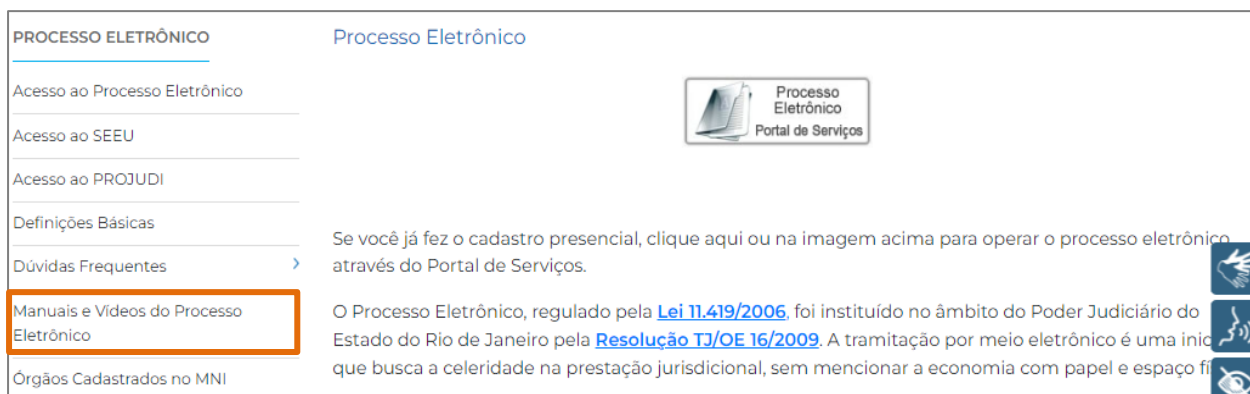 PROCESSO ELETRÔNICO
Acesso ao Processo Eletrônico
Acesso ao SEEU
Acesso ao PROJUDI
Definições Básicas
Dúvidas Frequentes
Manuais e Vídeos do Processo
Eletrônico
Órgãos Cadastrados no MNI
Processo Eletrônico
Processo
Eletrônico
Portal de Serviços
Se você já fez o cadastro presencial, clique aqui ou na imagem acima para operar o processo eletrônico
através do Portal de Serviços.
O Processo Eletrônico, regulado pela Lei 11.419/2006, foi instituído no âmbito do Poder Judiciário do
Estado do Rio de Janeiro pela Resolução TJ/OE 16/2009. A tramitação por meio eletrônico é uma
que busca a celeridade na prestação jurisdicional, sem mencionar a economia com papel e espaço